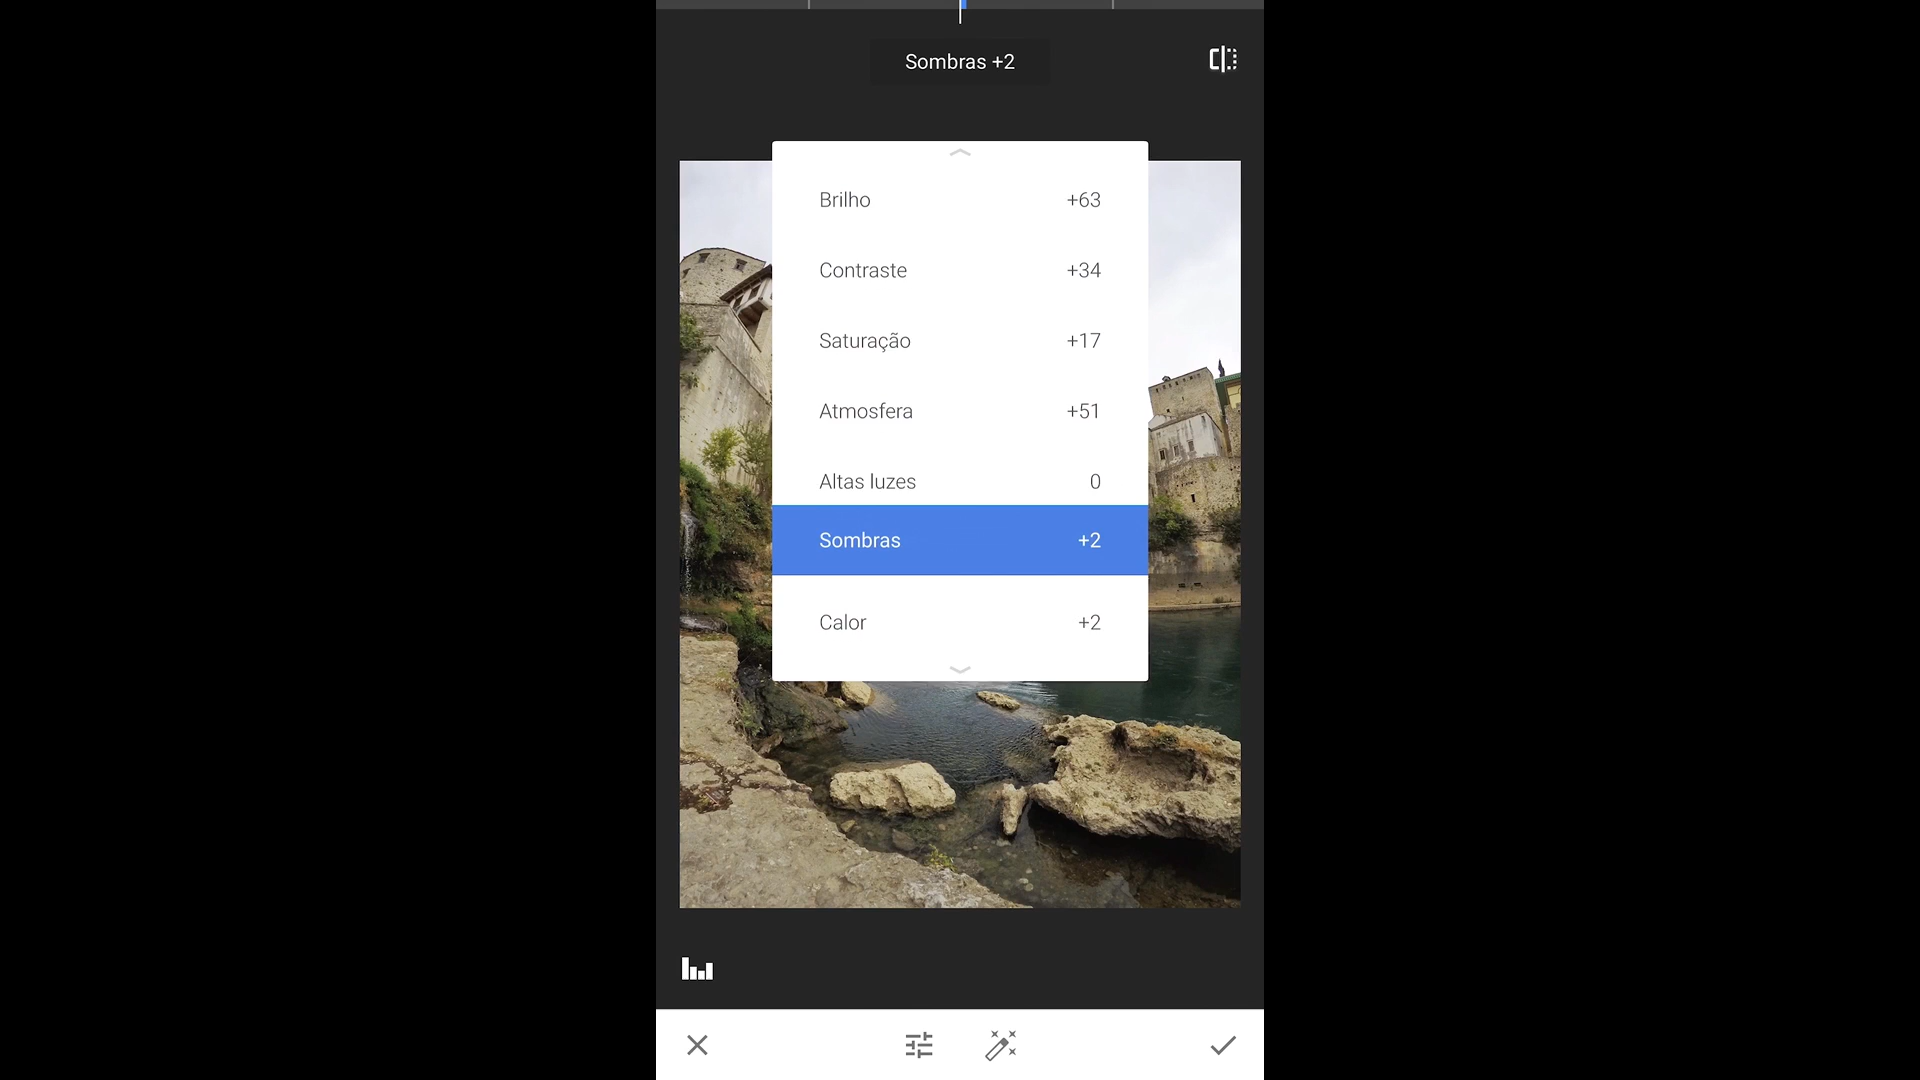 Sombras +2
Brilho +63
Contraste +34
Saturação +17
Atmosfera +51
Altas luzes 0
Sombras +2
Calor +2